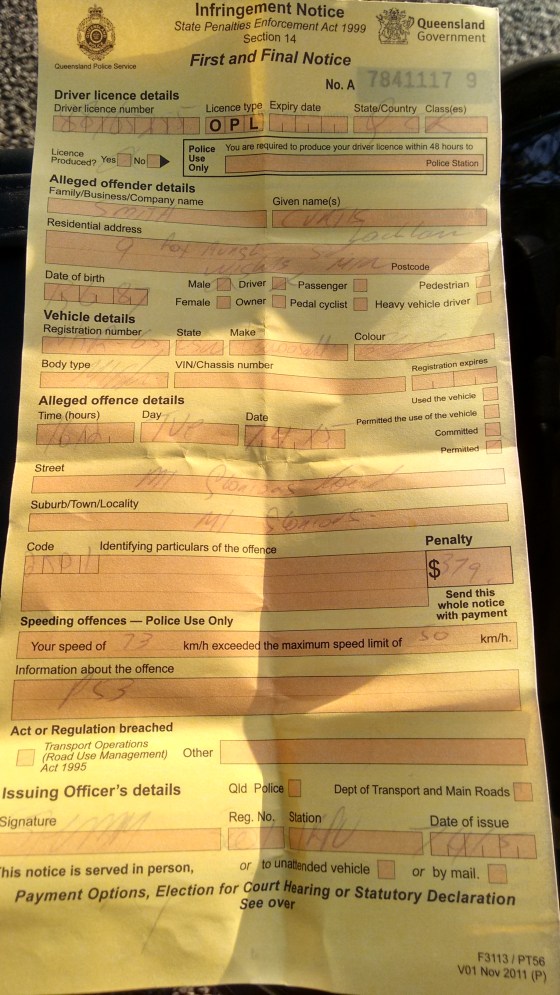 Infringement Notice
State Penalties Enforcement Act 1999
Section 14
Queensland Police Service
Queensland
Government
First and Final Notice
No. A 7841117 9
Driver licence details
Driver licence number Licence type Expiry date State/Country Class(es)
O P L
Licence
Produced? Yes No
Police
Use
Only
You are required to produce your driver licence within 48 hours to
Police Station
Alleged offender details
Family/Business/Company name Given name(s)
Smith
Residential address
9
Postcode
Date of birth
Male Driver Passenger Pedestrian
Female Owner Pedal cyclist Heavy vehicle driver
Vehicle details
Registration number State Make Colour
Body type VIN/Chassis number Registration expires
Used the vehicle
Alleged offence details
Permitted the use of the vehicle
Time (hours) Day Date
Committed
Permitted
TUE
Street
Mt
Suburb/Town/Locality
Mt
Code Identifying particulars of the offence
Penalty
$379
Send this
whole notice
with payment
Speeding offences — Police Use Only
Your speed of 73 km/h exceeded the maximum speed limit of 50 km/h.
Information about the offence
Act or Regulation breached
Transport Operations
(Road Use Management)
Act 1995
Other
Issuing Officer's details
Qld Police Dept of Transport and Main Roads
Signature Reg. No. Station Date of issue
his notice is served in person, or to unattended vehicle or by mail.
Payment Options, Election for Court Hearing or Statutory Declaration
See over
F3113 / PT56
V01 Nov 2011 (P)